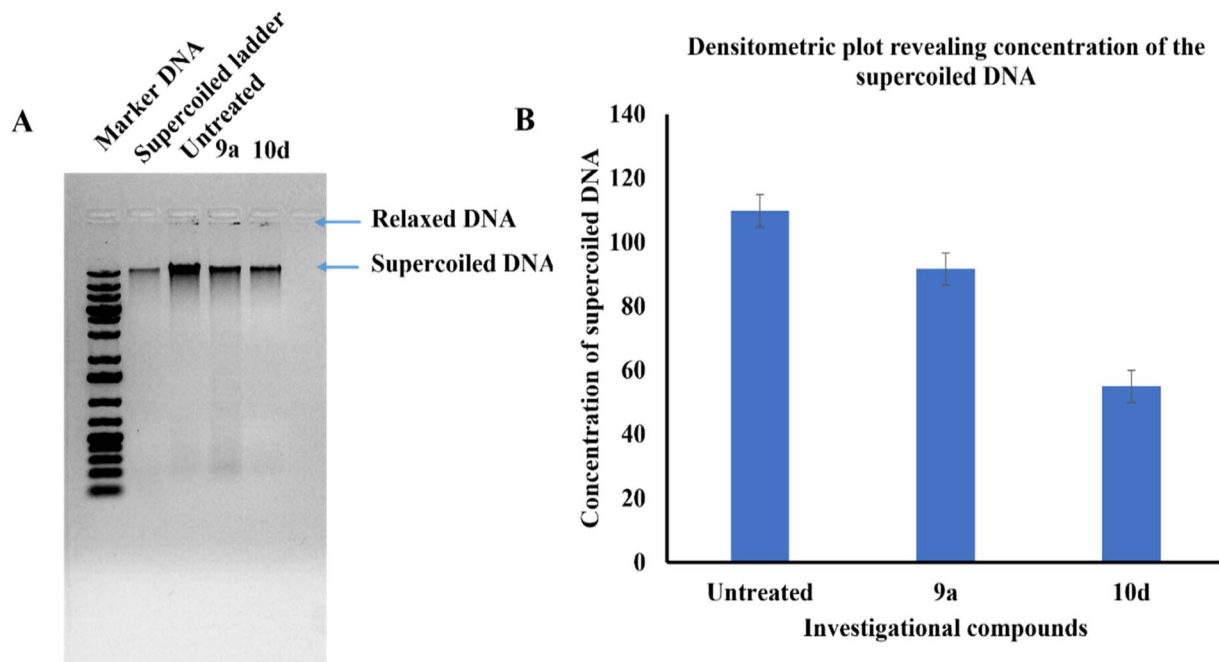 A
Marker DNA
Supercoiled ladder
Untreated
9a
10d
Relaxed DNA
Supercoiled DNA
B
Densitometric plot revealing concentration of the
supercoiled DNA
Concentration of supercoiled DNA
140
120
100
80
60
40
20
0
Untreated
9a
10d
Investigational compounds